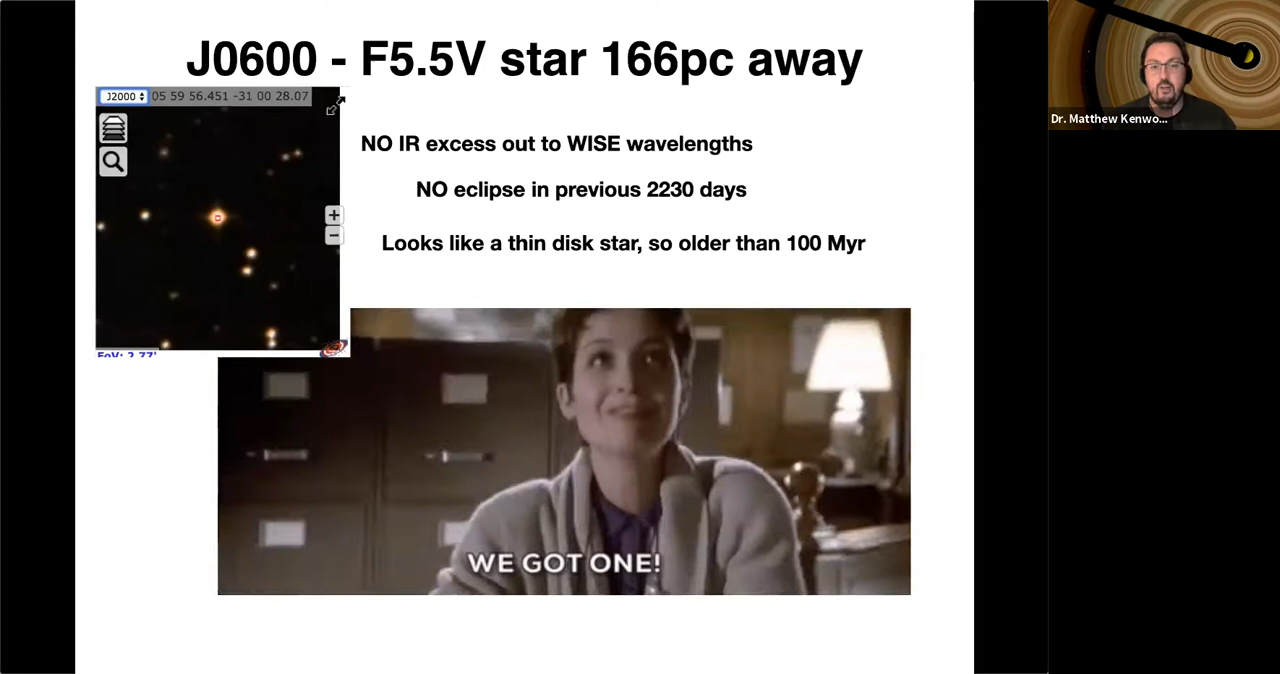 J0600 - F5.5V star 166pc away
J2000 05 59 56.451 -31 00 28.07
NO IR excess out to WISE wavelengths
NO eclipse in previous 2230 days
Looks like a thin disk star, so older than 100 Myr
+
−
FoV: 2.77'
WE GOT ONE!
Dr. Matthew Kenwo...